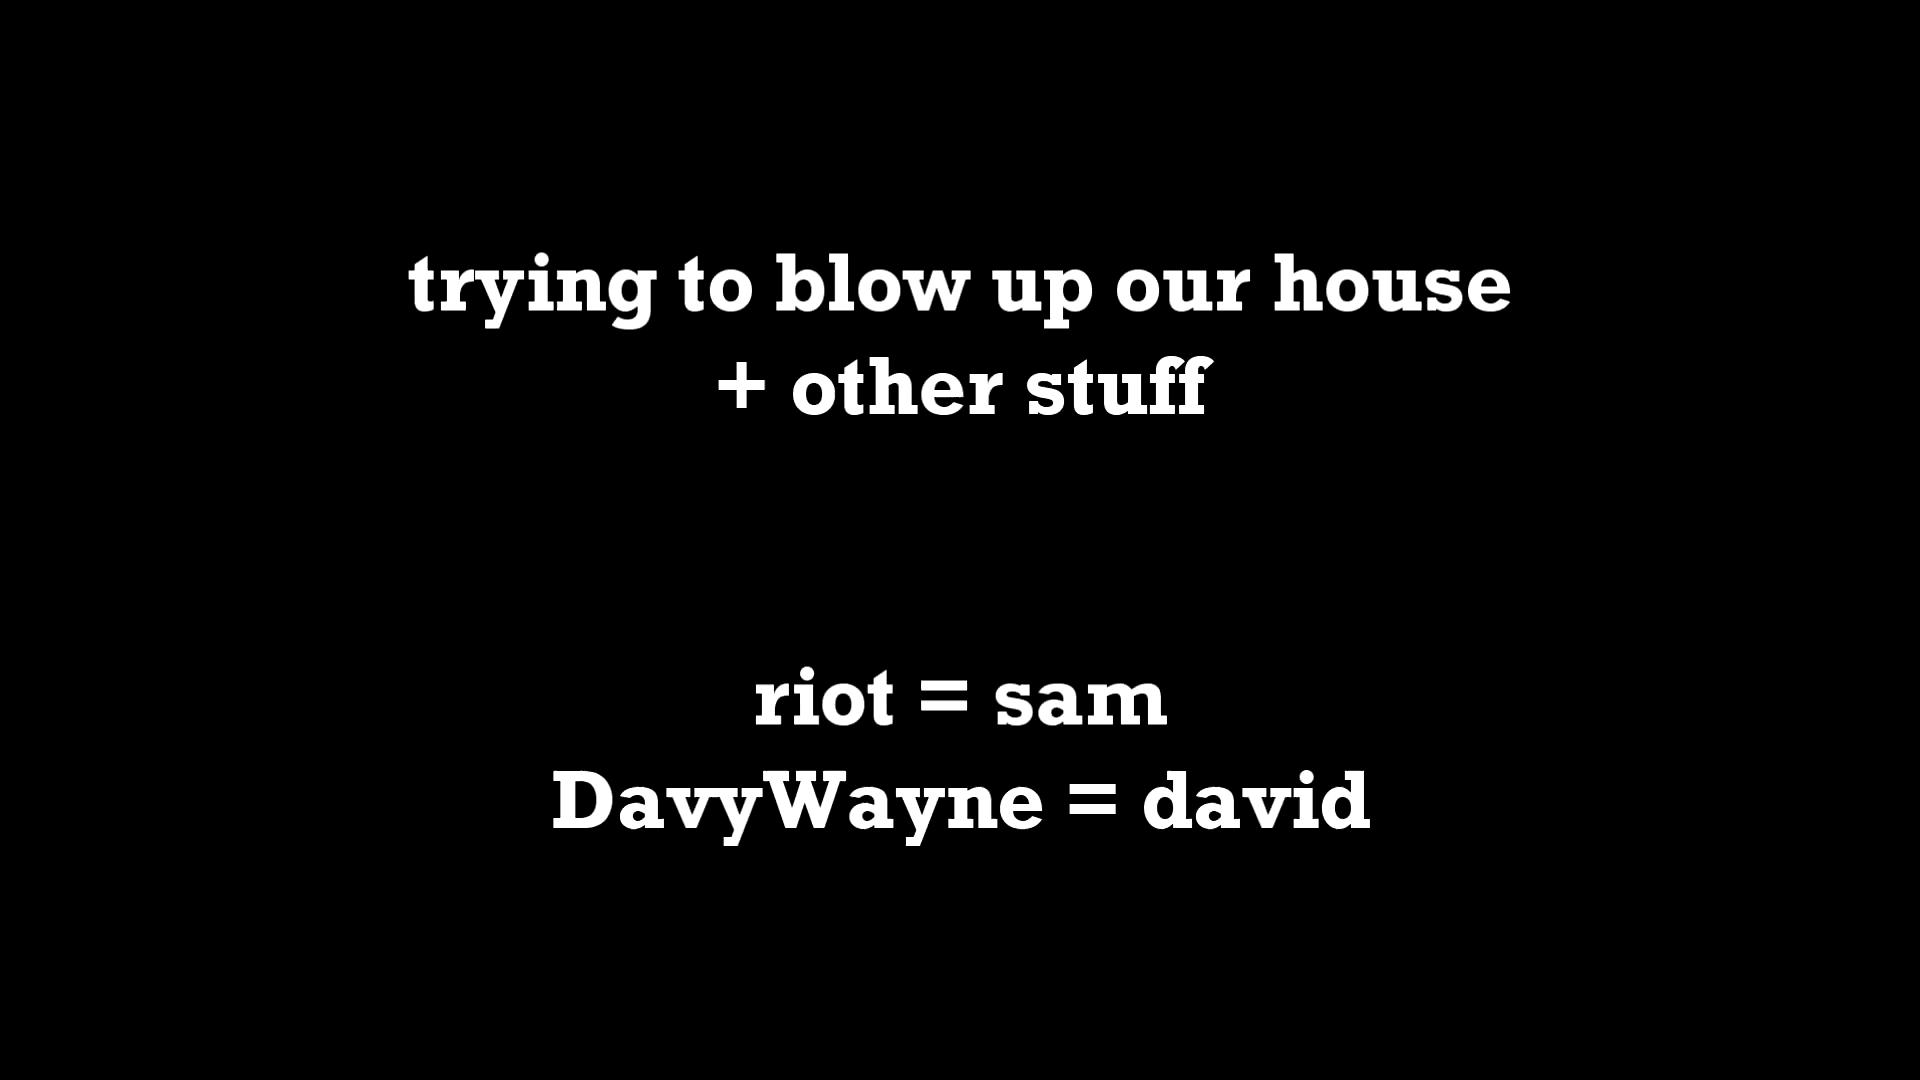 trying to blow up our house
+ other stuff
riot = sam
DavyWayne = david